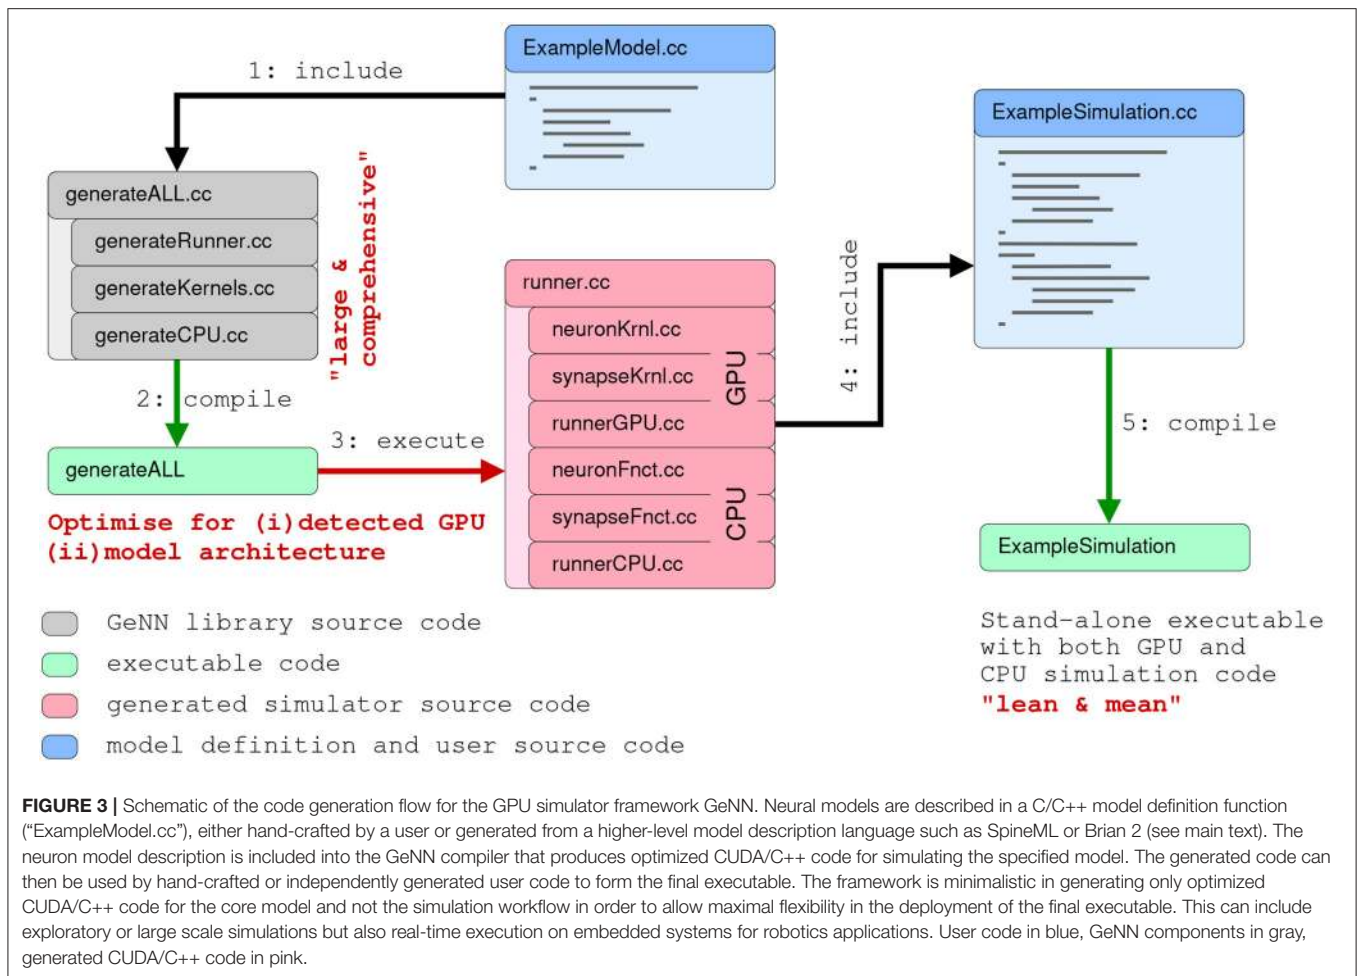 ExampleModel.cc
1: include
ExampleSimulation.cc
generateALL.cc
generateRunner.cc
generateKernels.cc
generateCPU.cc
"large &
comprehensive"
2: compile
generateALL
3: execute
Optimise for (i)detected GPU
(ii)model architecture
runner.cc
neuronKrnl.cc
synapseKrnl.cc
runnerGPU.cc
GPU
neuronFnct.cc
synapseFnct.cc
runnerCPU.cc
CPU
4: include
5: compile
ExampleSimulation
Stand-alone executable
with both GPU and
CPU simulation code
"lean & mean"
GeNN library source code
executable code
generated simulator source code
model definition and user source code
FIGURE 3 | Schematic of the code generation flow for the GPU simulator framework GeNN. Neural models are described in a C/C++ model definition function
(“ExampleModel.cc”), either hand-crafted by a user or generated from a higher-level model description language such as SpineML or Brian 2 (see main text). The
neuron model description is included into the GeNN compiler that produces optimized CUDA/C++ code for simulating the specified model. The generated code can
then be used by hand-crafted or independently generated user code to form the final executable. The framework is minimalistic in generating only optimized
CUDA/C++ code for the core model and not the simulation workflow in order to allow maximal flexibility in the deployment of the final executable. This can include
exploratory or large scale simulations but also real-time execution on embedded systems for robotics applications. User code in blue, GeNN components in gray,
generated CUDA/C++ code in pink.